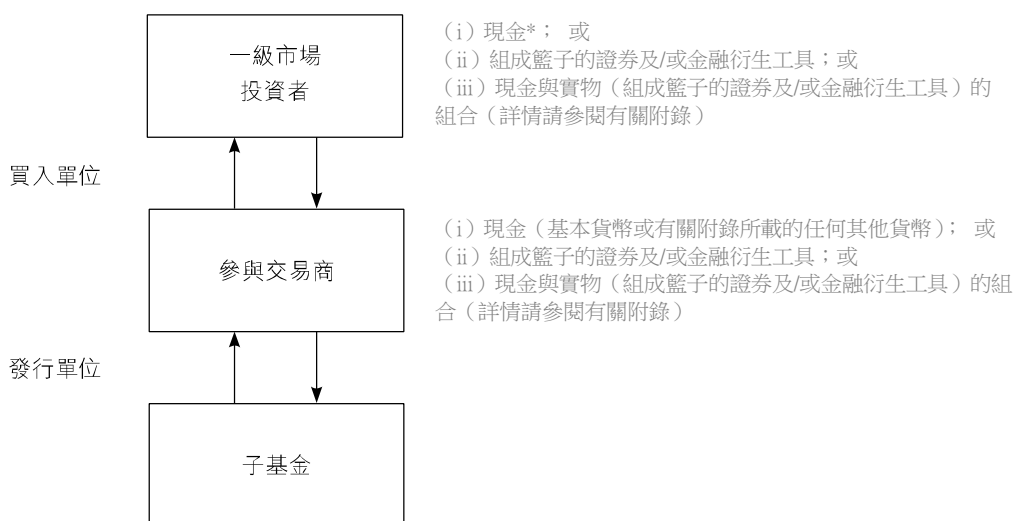 一級市場
投資者
（i）現金*； 或
（ii）組成籃子的證券及/或金融衍生工具；或
（iii）現金與實物（組成籃子的證券及/或金融衍生工具）的
組合（詳情請參閱有關附錄）
買入單位
參與交易商
（i）現金（基本貨幣或有關附錄所載的任何其他貨幣）； 或
（ii）組成籃子的證券及/或金融衍生工具；或
（iii）現金與實物（組成籃子的證券及/或金融衍生工具）的組
合（詳情請參閱有關附錄）
發行單位
子基金